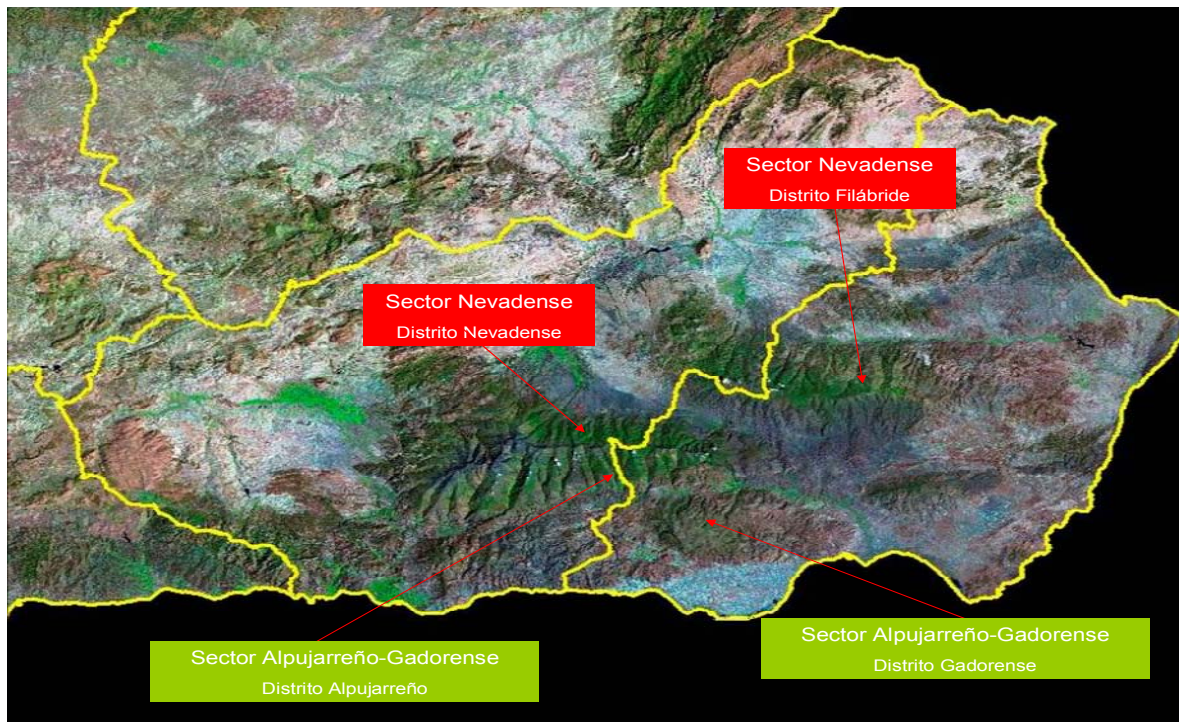 Sector Nevadense
Distrito Filábride
Sector Nevadense
Distrito Nevadense
Sector Alpujarreño-Gadorense
Distrito Gadorense
Sector Alpujarreño-Gadorense
Distrito Alpujarreño